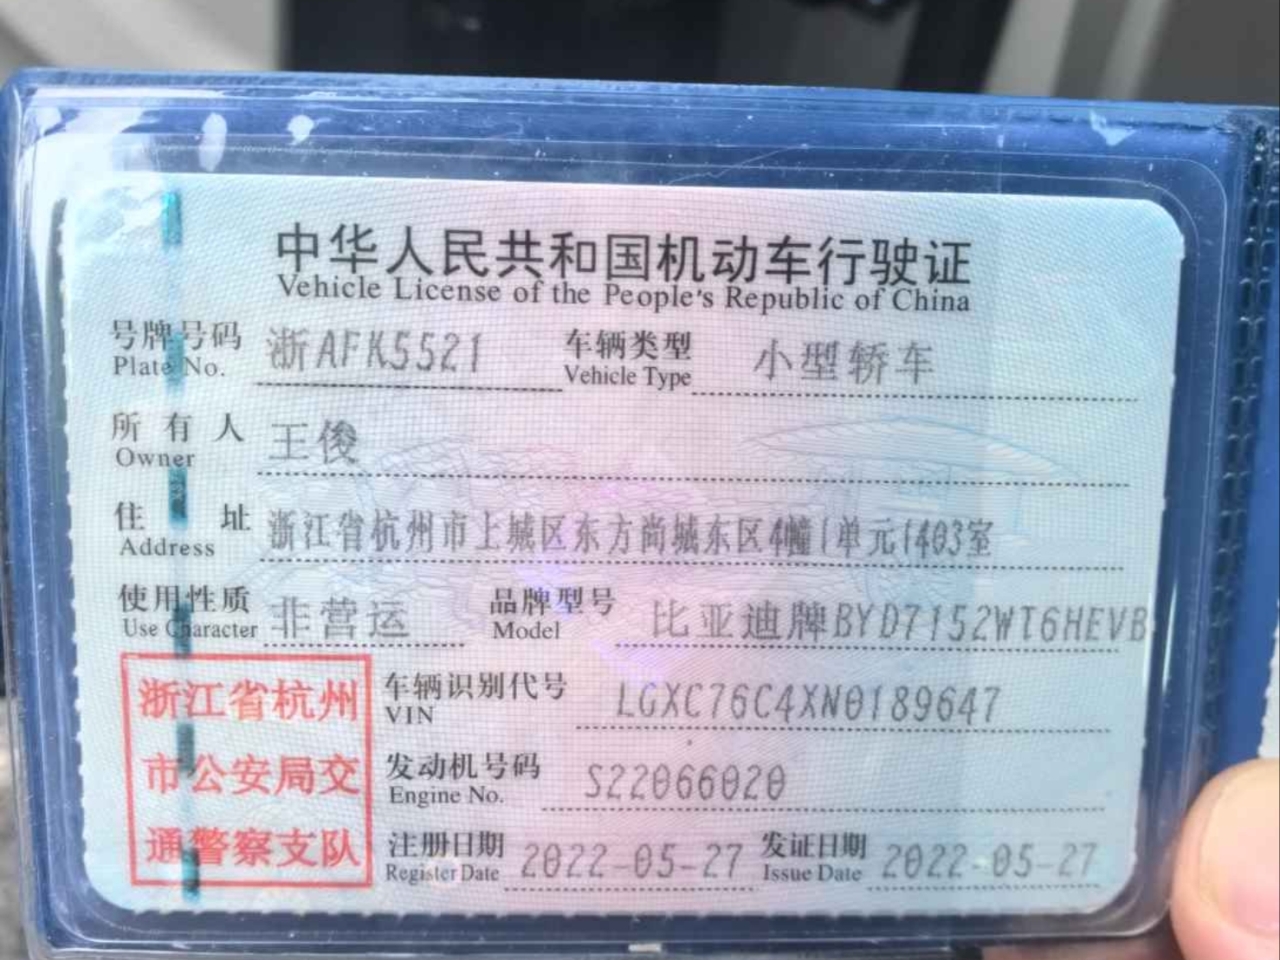 中华人民共和国机动车行驶证
Vehicle License of the People's Republic of China
号牌号码 浙AFK5521 车辆类型 小型轿车
Plate No. Vehicle Type
所有人 王俊
Owner
住址 浙江省杭州市上城区东方尚城东区4幢1单元1403室
Address
使用性质 非营运 品牌型号 比亚迪牌BYD7152WT6HEVB
Use Character Model
浙江省杭州
市公安局交
通警察支队
车辆识别代号 LGXC76C4XN0189647
VIN
发动机号码 S22066020
Engine No.
注册日期 2022-05-27 发证日期 2022-05-27
Register Date Issue Date